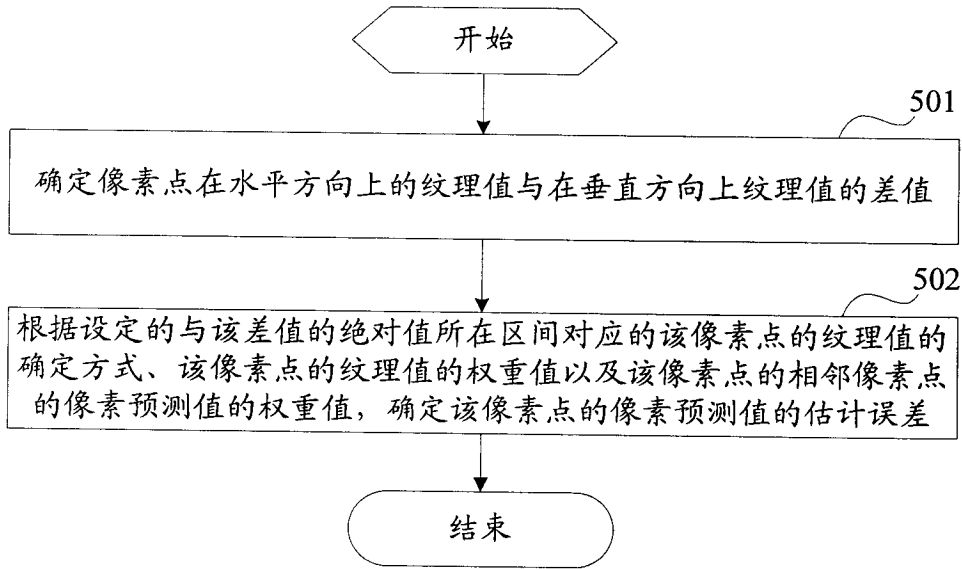 开始
501
确定像素点在水平方向上的纹理值与在垂直方向上纹理值的差值
502
根据设定的与该差值的绝对值所在区间对应的该像素点的纹理值的
确定方式、该像素点的纹理值的权重值以及该像素点的相邻像素点
的像素预测值的权重值，确定该像素点的像素预测值的估计误差
结束